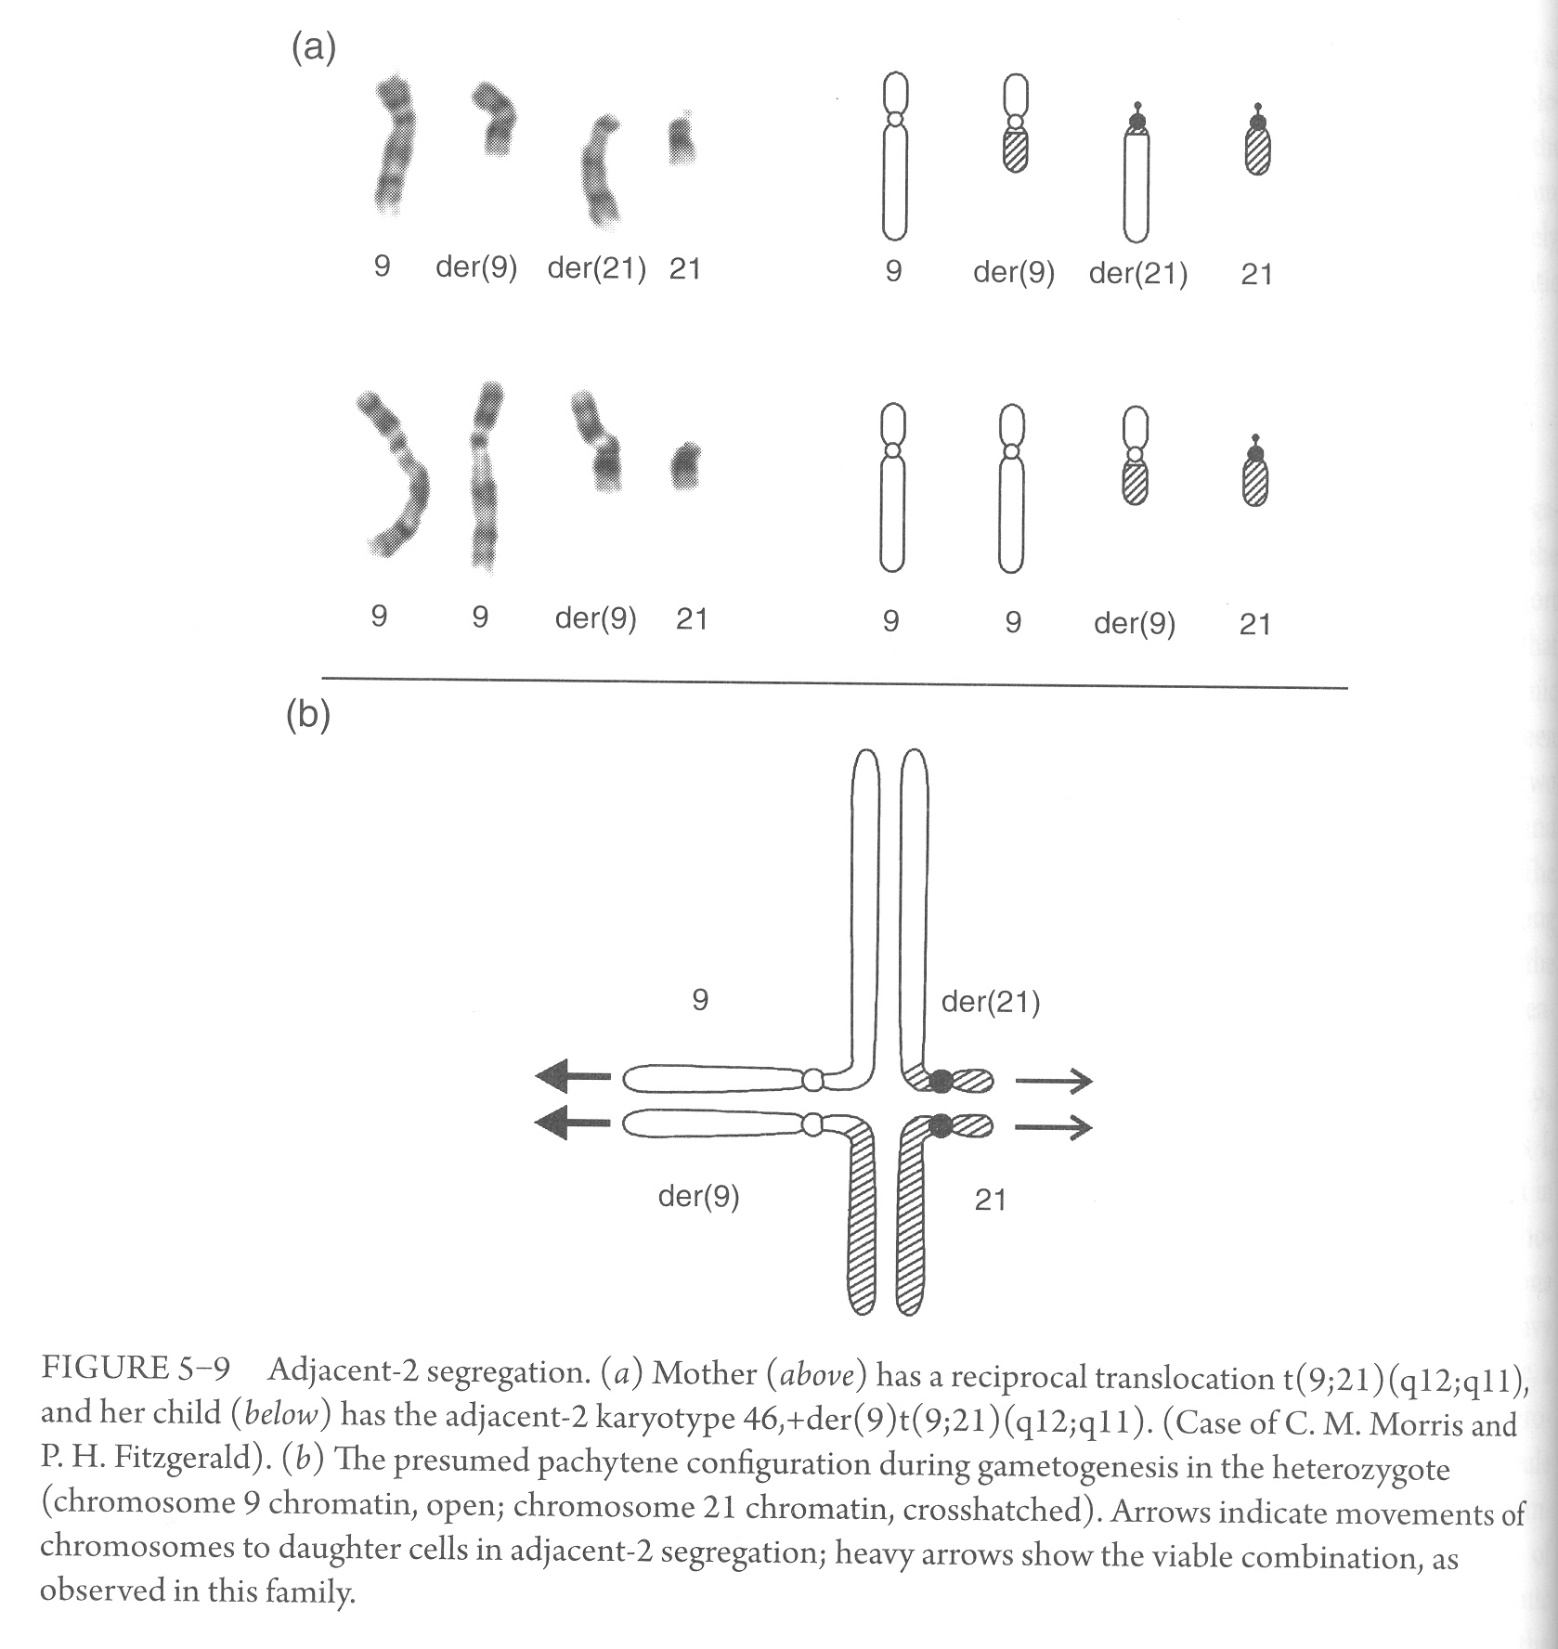 (a)
9 der(9) der(21) 21 9 der(9) der(21) 21
9 9 der(9) 21 9 9 der(9) 21
(b)
9 der(21)
der(9) 21
FIGURE 5–9 Adjacent-2 segregation. (a) Mother (above) has a reciprocal translocation t(9;21)(q12;q11),
and her child (below) has the adjacent-2 karyotype 46,+der(9)t(9;21)(q12;q11). (Case of C. M. Morris and
P. H. Fitzgerald). (b) The presumed pachytene configuration during gametogenesis in the heterozygote
(chromosome 9 chromatin, open; chromosome 21 chromatin, crosshatched). Arrows indicate movements of
chromosomes to daughter cells in adjacent-2 segregation; heavy arrows show the viable combination, as
observed in this family.